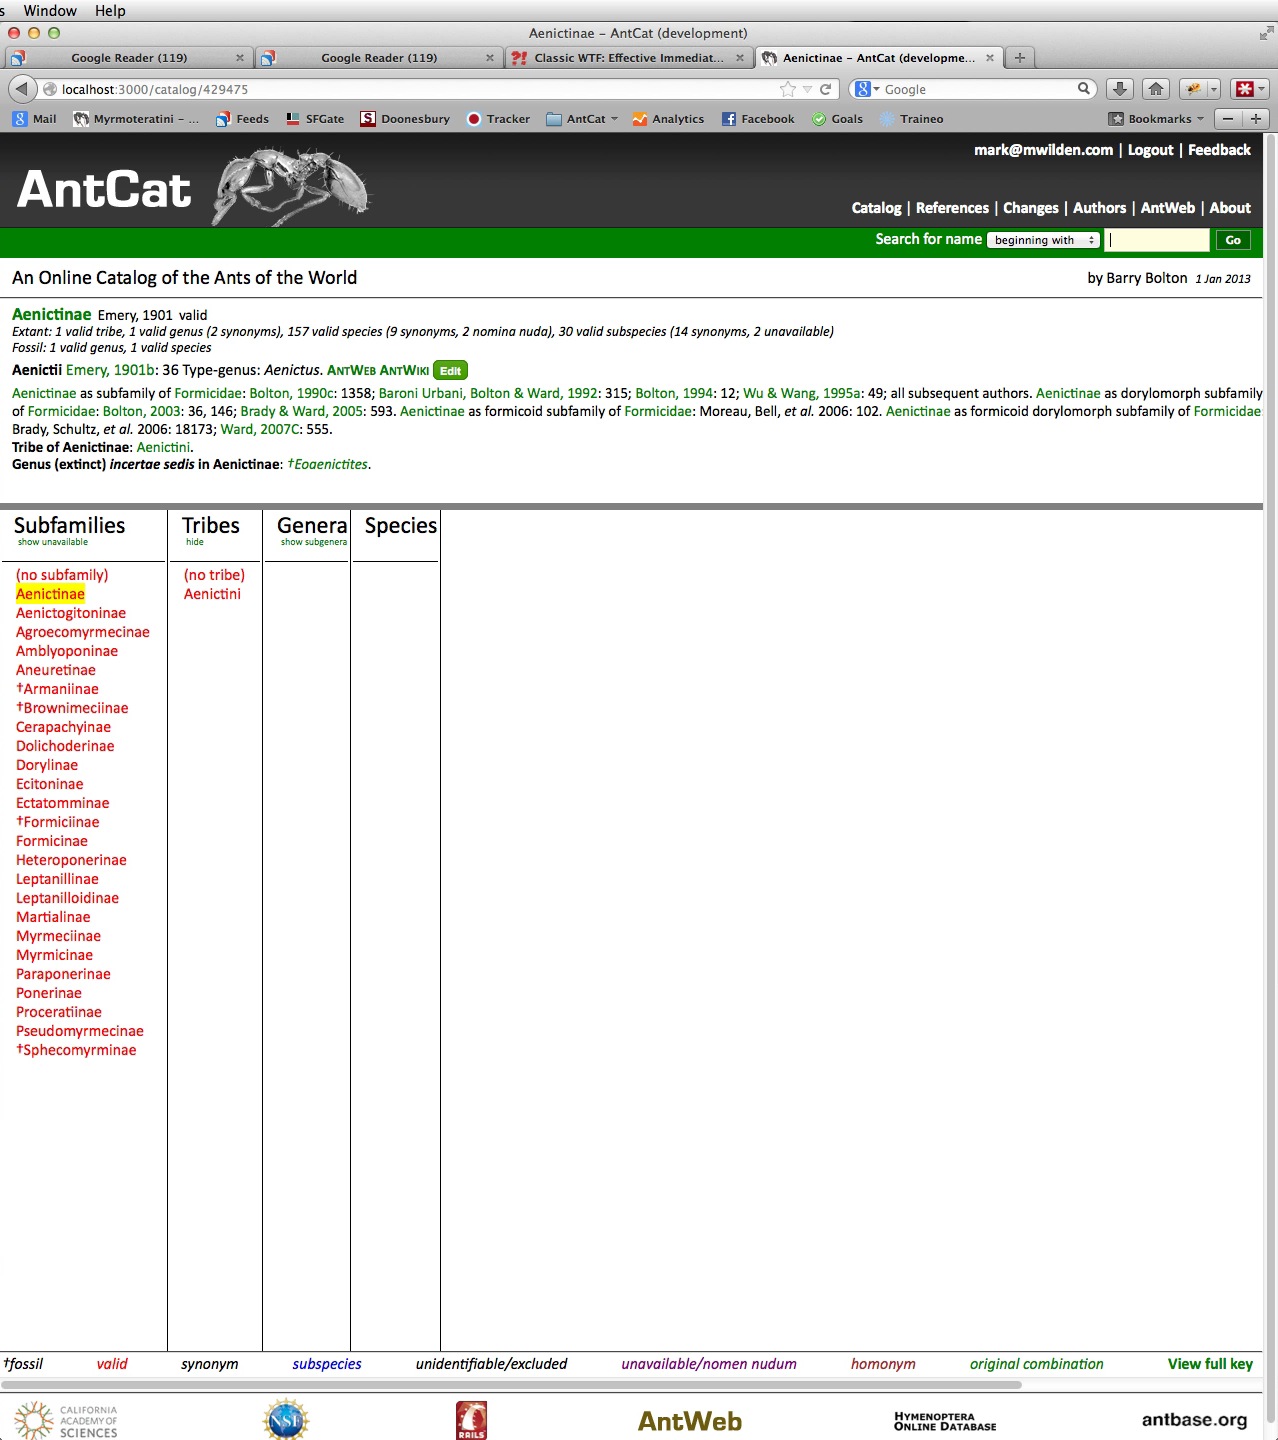 s Window Help
Aenictinae – AntCat (development)
Google Reader (119) × Google Reader (119) × ?! Classic WTF: Effective Immediat... × Aenictinae – AntCat (developme... × +
localhost:3000/catalog/429475 Google
Mail Myrmoteratini – ... Feeds SFGate Doonesbury Tracker AntCat Analytics Facebook Goals Traineo Bookmarks
AntCat
mark@mwilden.com | Logout | Feedback
Catalog | References | Changes | Authors | AntWeb | About
Search for name beginning with Go
An Online Catalog of the Ants of the World by Barry Bolton 1 Jan 2013
Aenictinae Emery, 1901 valid
Extant: 1 valid tribe, 1 valid genus (2 synonyms), 157 valid species (9 synonyms, 2 nomina nuda), 30 valid subspecies (14 synonyms, 2 unavailable)
Fossil: 1 valid genus, 1 valid species
Aenictii Emery, 1901b: 36 Type-genus: Aenictus. AntWeb AntWiki Edit
Aenictinae as subfamily of Formicidae: Bolton, 1990c: 1358; Baroni Urbani, Bolton & Ward, 1992: 315; Bolton, 1994: 12; Wu & Wang, 1995a: 49; all subsequent authors. Aenictinae as dorylomorph subfamily
of Formicidae: Bolton, 2003: 36, 146; Brady & Ward, 2005: 593. Aenictinae as formicoid subfamily of Formicidae: Moreau, Bell, et al. 2006: 102. Aenictinae as formicoid dorylomorph subfamily of Formicidae:
Brady, Schultz, et al. 2006: 18173; Ward, 2007C: 555.
Tribe of Aenictinae: Aenictini.
Genus (extinct) incertae sedis in Aenictinae: †Eoaenictites.
Subfamilies Tribes Genera Species
show unavailable hide show subgenera
(no subfamily) (no tribe)
Aenictinae Aenictini
Aenictogitoninae
Agroecomyrmecinae
Amblyoponinae
Aneuretinae
†Armaniinae
†Brownimeciinae
Cerapachyinae
Dolichoderinae
Dorylinae
Ecitoninae
Ectatomminae
†Formiciinae
Formicinae
Heteroponerinae
Leptanillinae
Leptanilloidinae
Martialinae
Myrmeciinae
Myrmicinae
Paraponerinae
Ponerinae
Proceratiinae
Pseudomyrmecinae
†Sphecomyrminae
†fossil valid synonym subspecies unidentifiable/excluded unavailable/nomen nudum homonym original combination View full key
CALIFORNIA
ACADEMY OF
SCIENCES
NSF
RAILS
AntWeb
HYMENOPTERA
ONLINE DATABASE
antbase.org